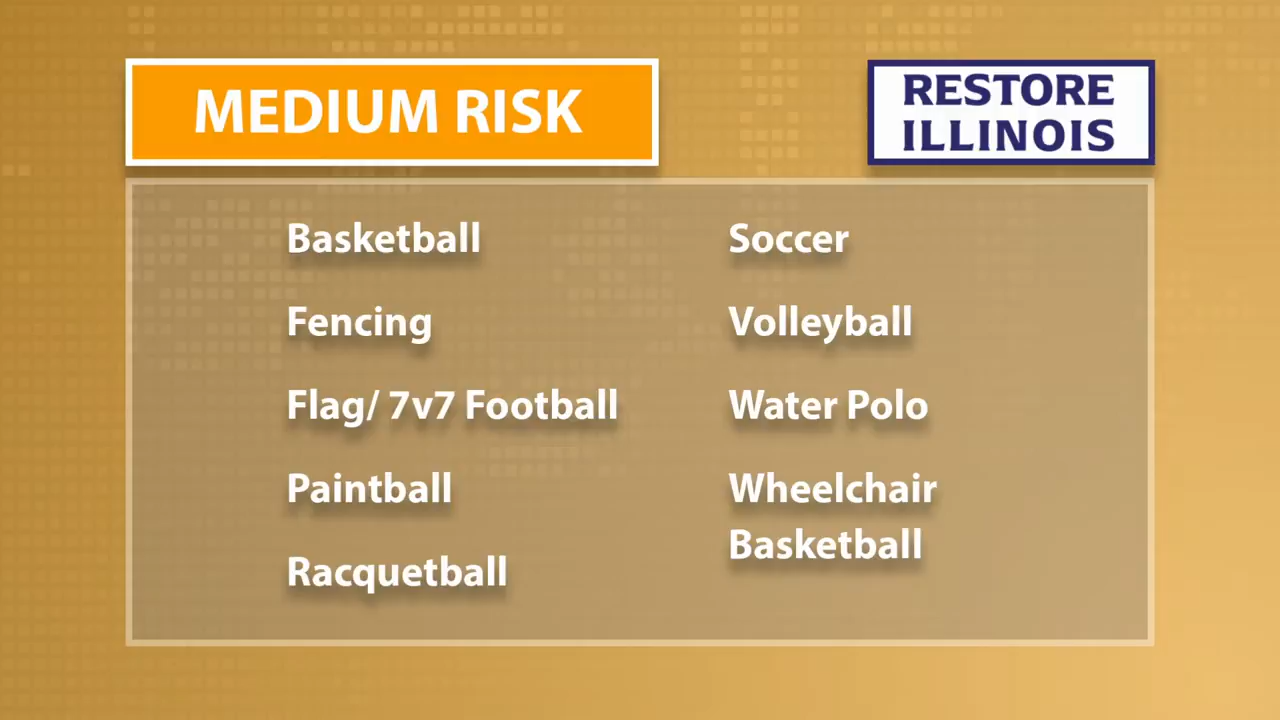 MEDIUM RISK
RESTORE
ILLINOIS
Basketball
Fencing
Flag/ 7v7 Football
Paintball
Racquetball
Soccer
Volleyball
Water Polo
Wheelchair
Basketball